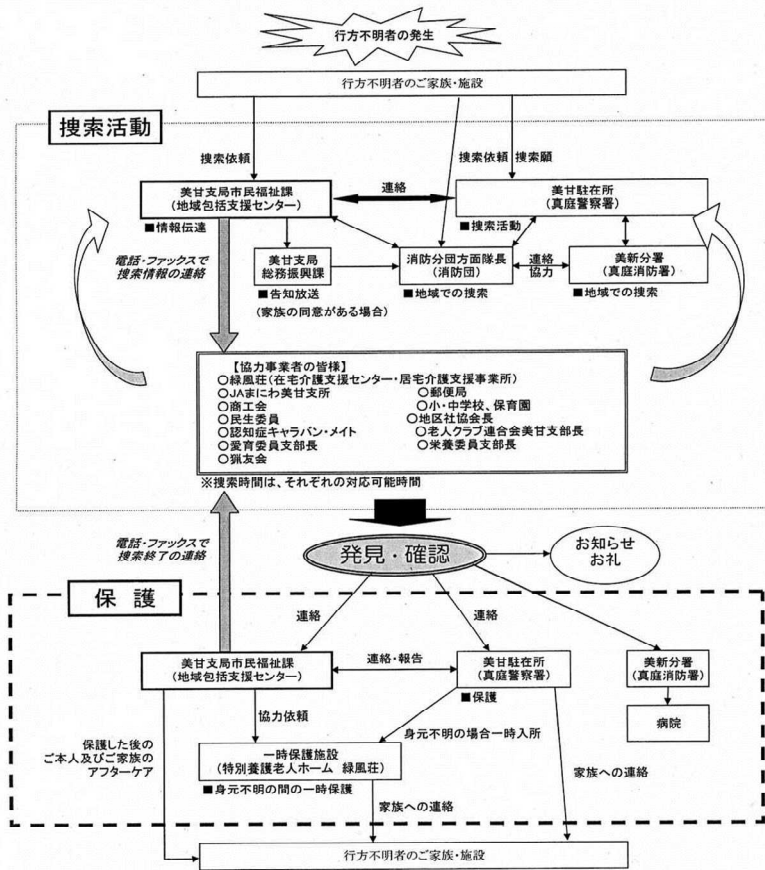 行方不明者の発生
行方不明者のご家族・施設
捜索活動
捜索依頼
捜索依頼
捜索願
美甘支局市民福祉課
(地域包括支援センター)
連絡
美甘駐在所
(真庭警察署)
■情報伝達
■捜索活動
電話・ファックスで
捜索情報の連絡
美甘支局
総務振興課
消防分団方面隊長
(消防団)
連絡
協力
美新分署
(真庭消防署)
■告知放送
(家族の同意がある場合)
■地域での捜索
■地域での捜索
【協力事業者の皆様】
○緑風荘(在宅介護支援センター・居宅介護支援事業所)
○JAまにわ美甘支所 ○郵便局
○商工会 ○小・中学校、保育園
○民生委員 ○地区社協会長
○認知症キャラバン・メイト ○老人クラブ連合会美甘支部長
○愛育委員支部長 ○栄養委員支部長
○猟友会
※捜索時間は、それぞれの対応可能時間
電話・ファックスで
捜索終了の連絡
発見・確認
お知らせ
お礼
保護
連絡
連絡
美甘支局市民福祉課
(地域包括支援センター)
連絡・報告
美甘駐在所
(真庭警察署)
美新分署
(真庭消防署)
■保護
病院
協力依頼
身元不明の場合一時入所
保護した後の
ご本人及びご家族の
アフターケア
一時保護施設
(特別養護老人ホーム 緑風荘)
■身元不明の間の一時保護
家族への連絡
家族への連絡
行方不明者のご家族・施設